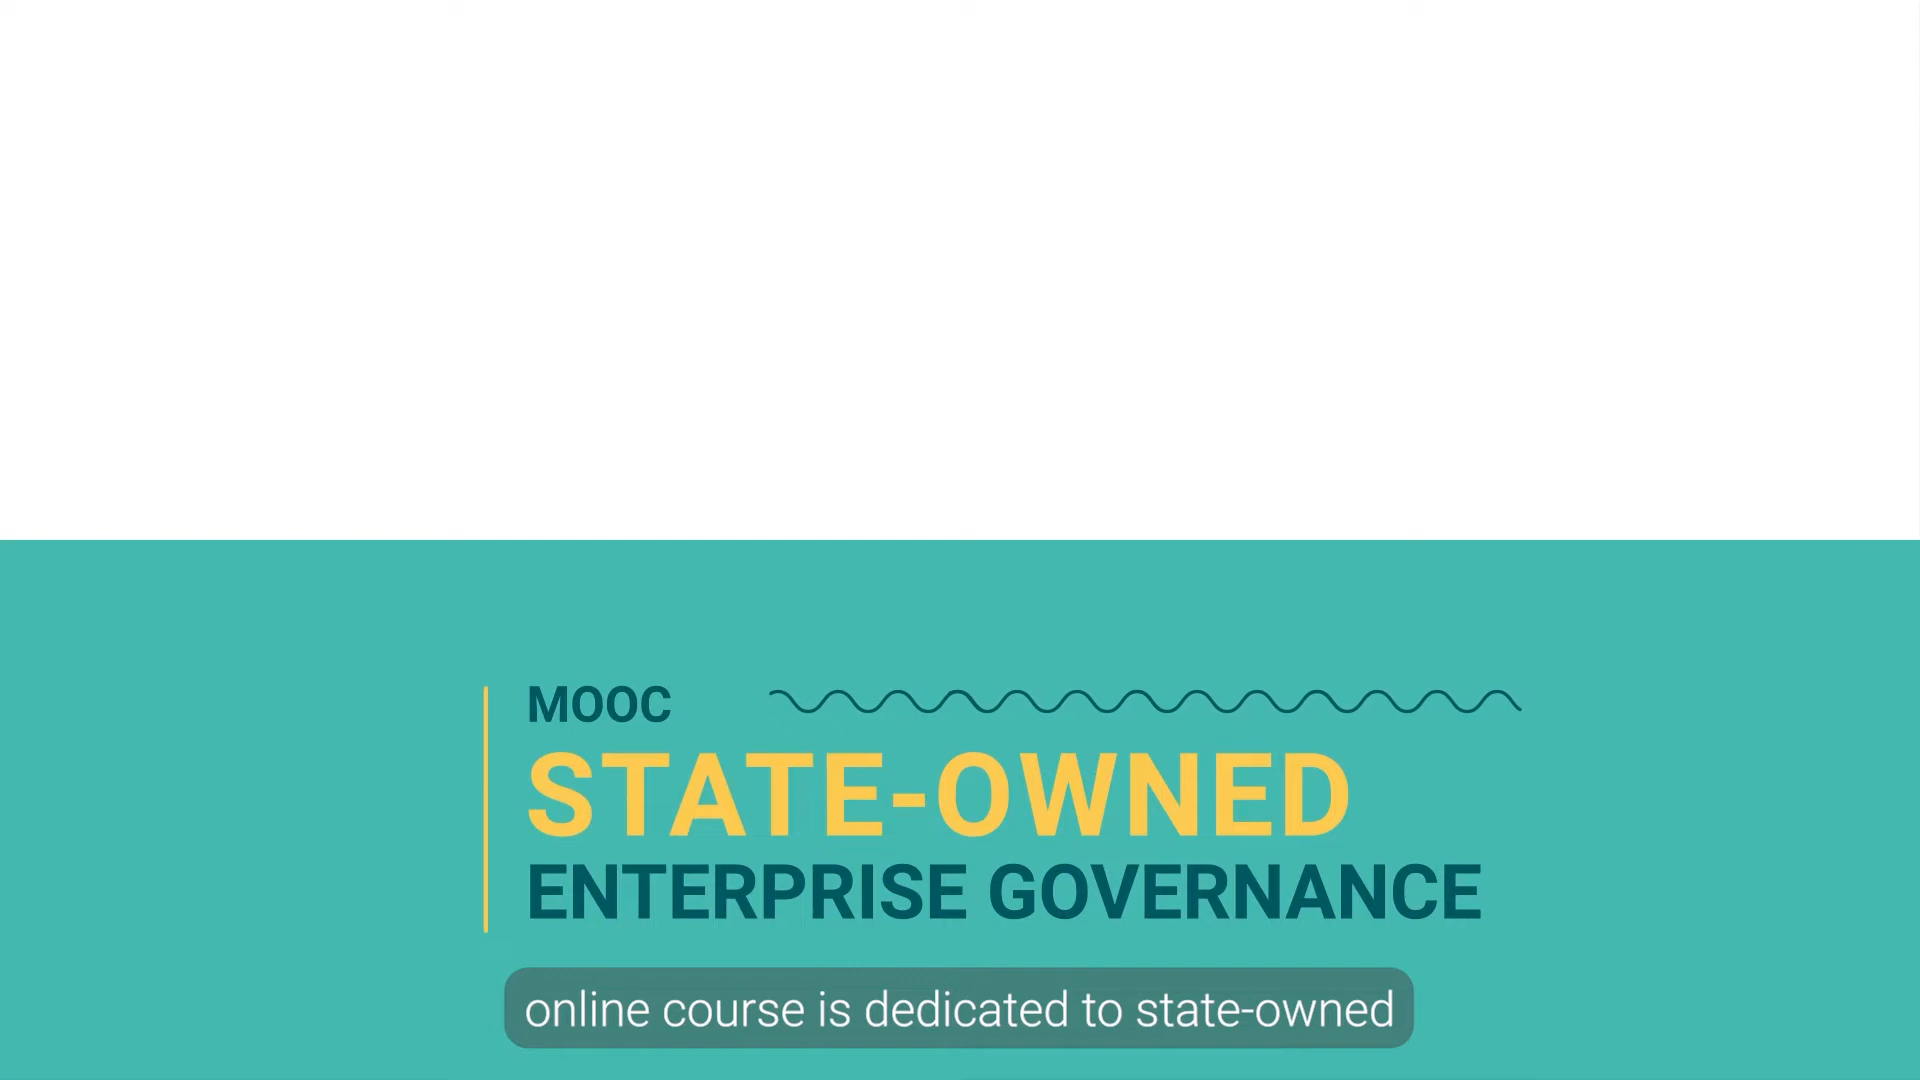 MOOC
STATE-OWNED
ENTERPRISE GOVERNANCE
online course is dedicated to state-owned